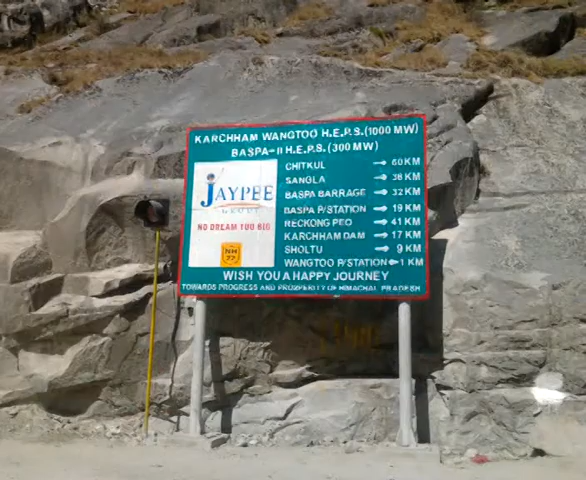 KARCHHAM WANGTOO H.E.P.S.(1000 MW)
BASPA-II H.E.P.S.(300 MW)
JAYPEE
GROUP
NO DREAM TOO BIG
NH
22
CHITKUL → 60 KM
SANGLA → 38 KM
BASPA BARRAGE → 32 KM
BASPA P/STATION → 19 KM
RECKONG PEO → 41 KM
KARCHHAM DAM → 17 KM
SHOLTU → 9 KM
WANGTOO P/STATION ← 1 KM
WISH YOU A HAPPY JOURNEY
TOWARDS PROGRESS AND PROSPERITY OF HIMACHAL PRADESH